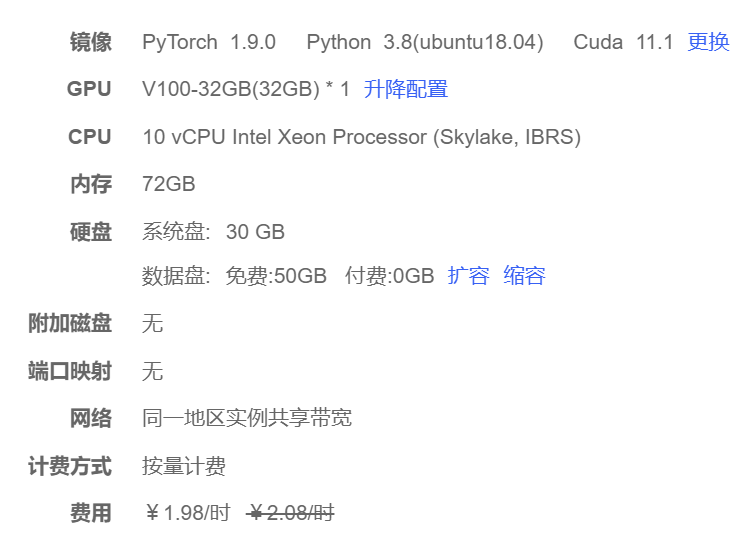 镜像 PyTorch 1.9.0 Python 3.8(ubuntu18.04) Cuda 11.1 更换
GPU V100-32GB(32GB) * 1 升降配置
CPU 10 vCPU Intel Xeon Processor (Skylake, IBRS)
内存 72GB
硬盘 系统盘: 30 GB
数据盘: 免费:50GB 付费:0GB 扩容 缩容
附加磁盘 无
端口映射 无
网络 同一地区实例共享带宽
计费方式 按量计费
费用 ￥1.98/时 ￥2.08/时